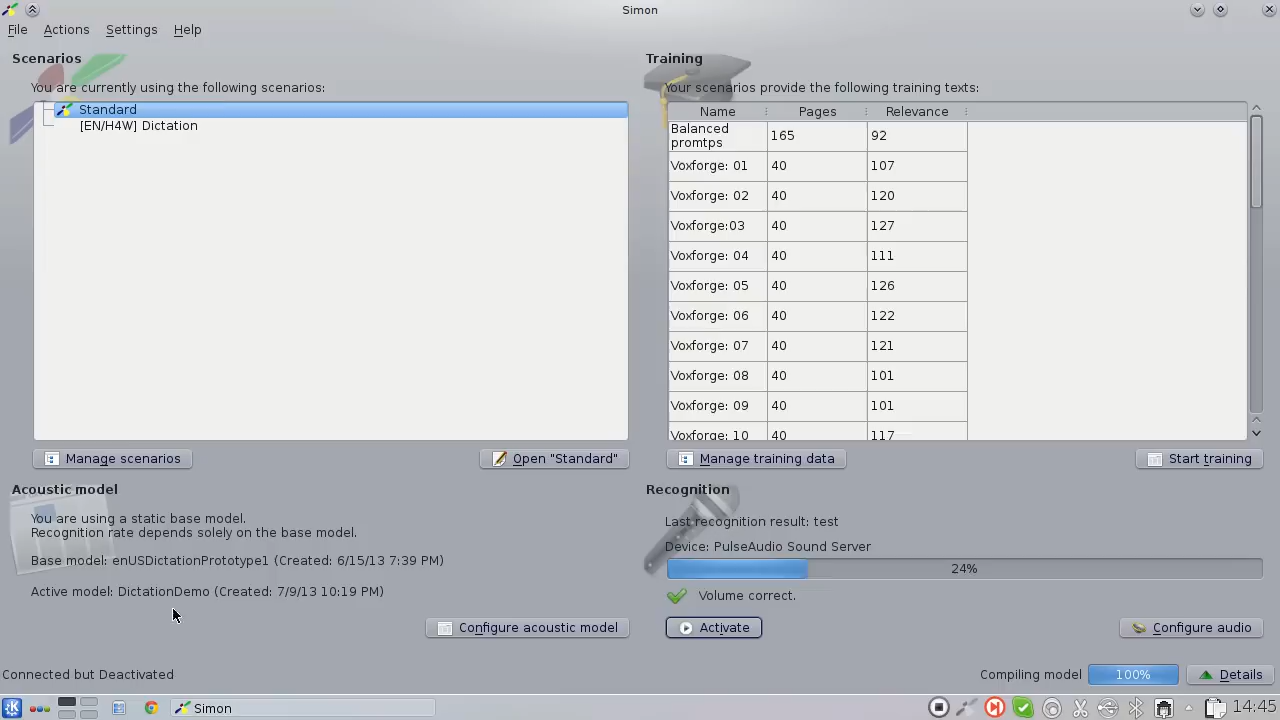 Simon
File Actions Settings Help
Scenarios
You are currently using the following scenarios:
Standard
[EN/H4W] Dictation
Manage scenarios
Open "Standard"
Training
Your scenarios provide the following training texts:
Name Pages Relevance
Balanced
promtps 165 92
Voxforge: 01 40 107
Voxforge: 02 40 120
Voxforge:03 40 127
Voxforge: 04 40 111
Voxforge: 05 40 126
Voxforge: 06 40 122
Voxforge: 07 40 121
Voxforge: 08 40 101
Voxforge: 09 40 101
Voxforge: 10 40 117
Manage training data
Start training
Acoustic model
You are using a static base model.
Recognition rate depends solely on the base model.
Base model: enUSDictationPrototype1 (Created: 6/15/13 7:39 PM)
Active model: DictationDemo (Created: 7/9/13 10:19 PM)
Configure acoustic model
Recognition
Last recognition result: test
Device: PulseAudio Sound Server
24%
Volume correct.
Activate
Configure audio
Connected but Deactivated
Compiling model 100% Details
Simon
14:45